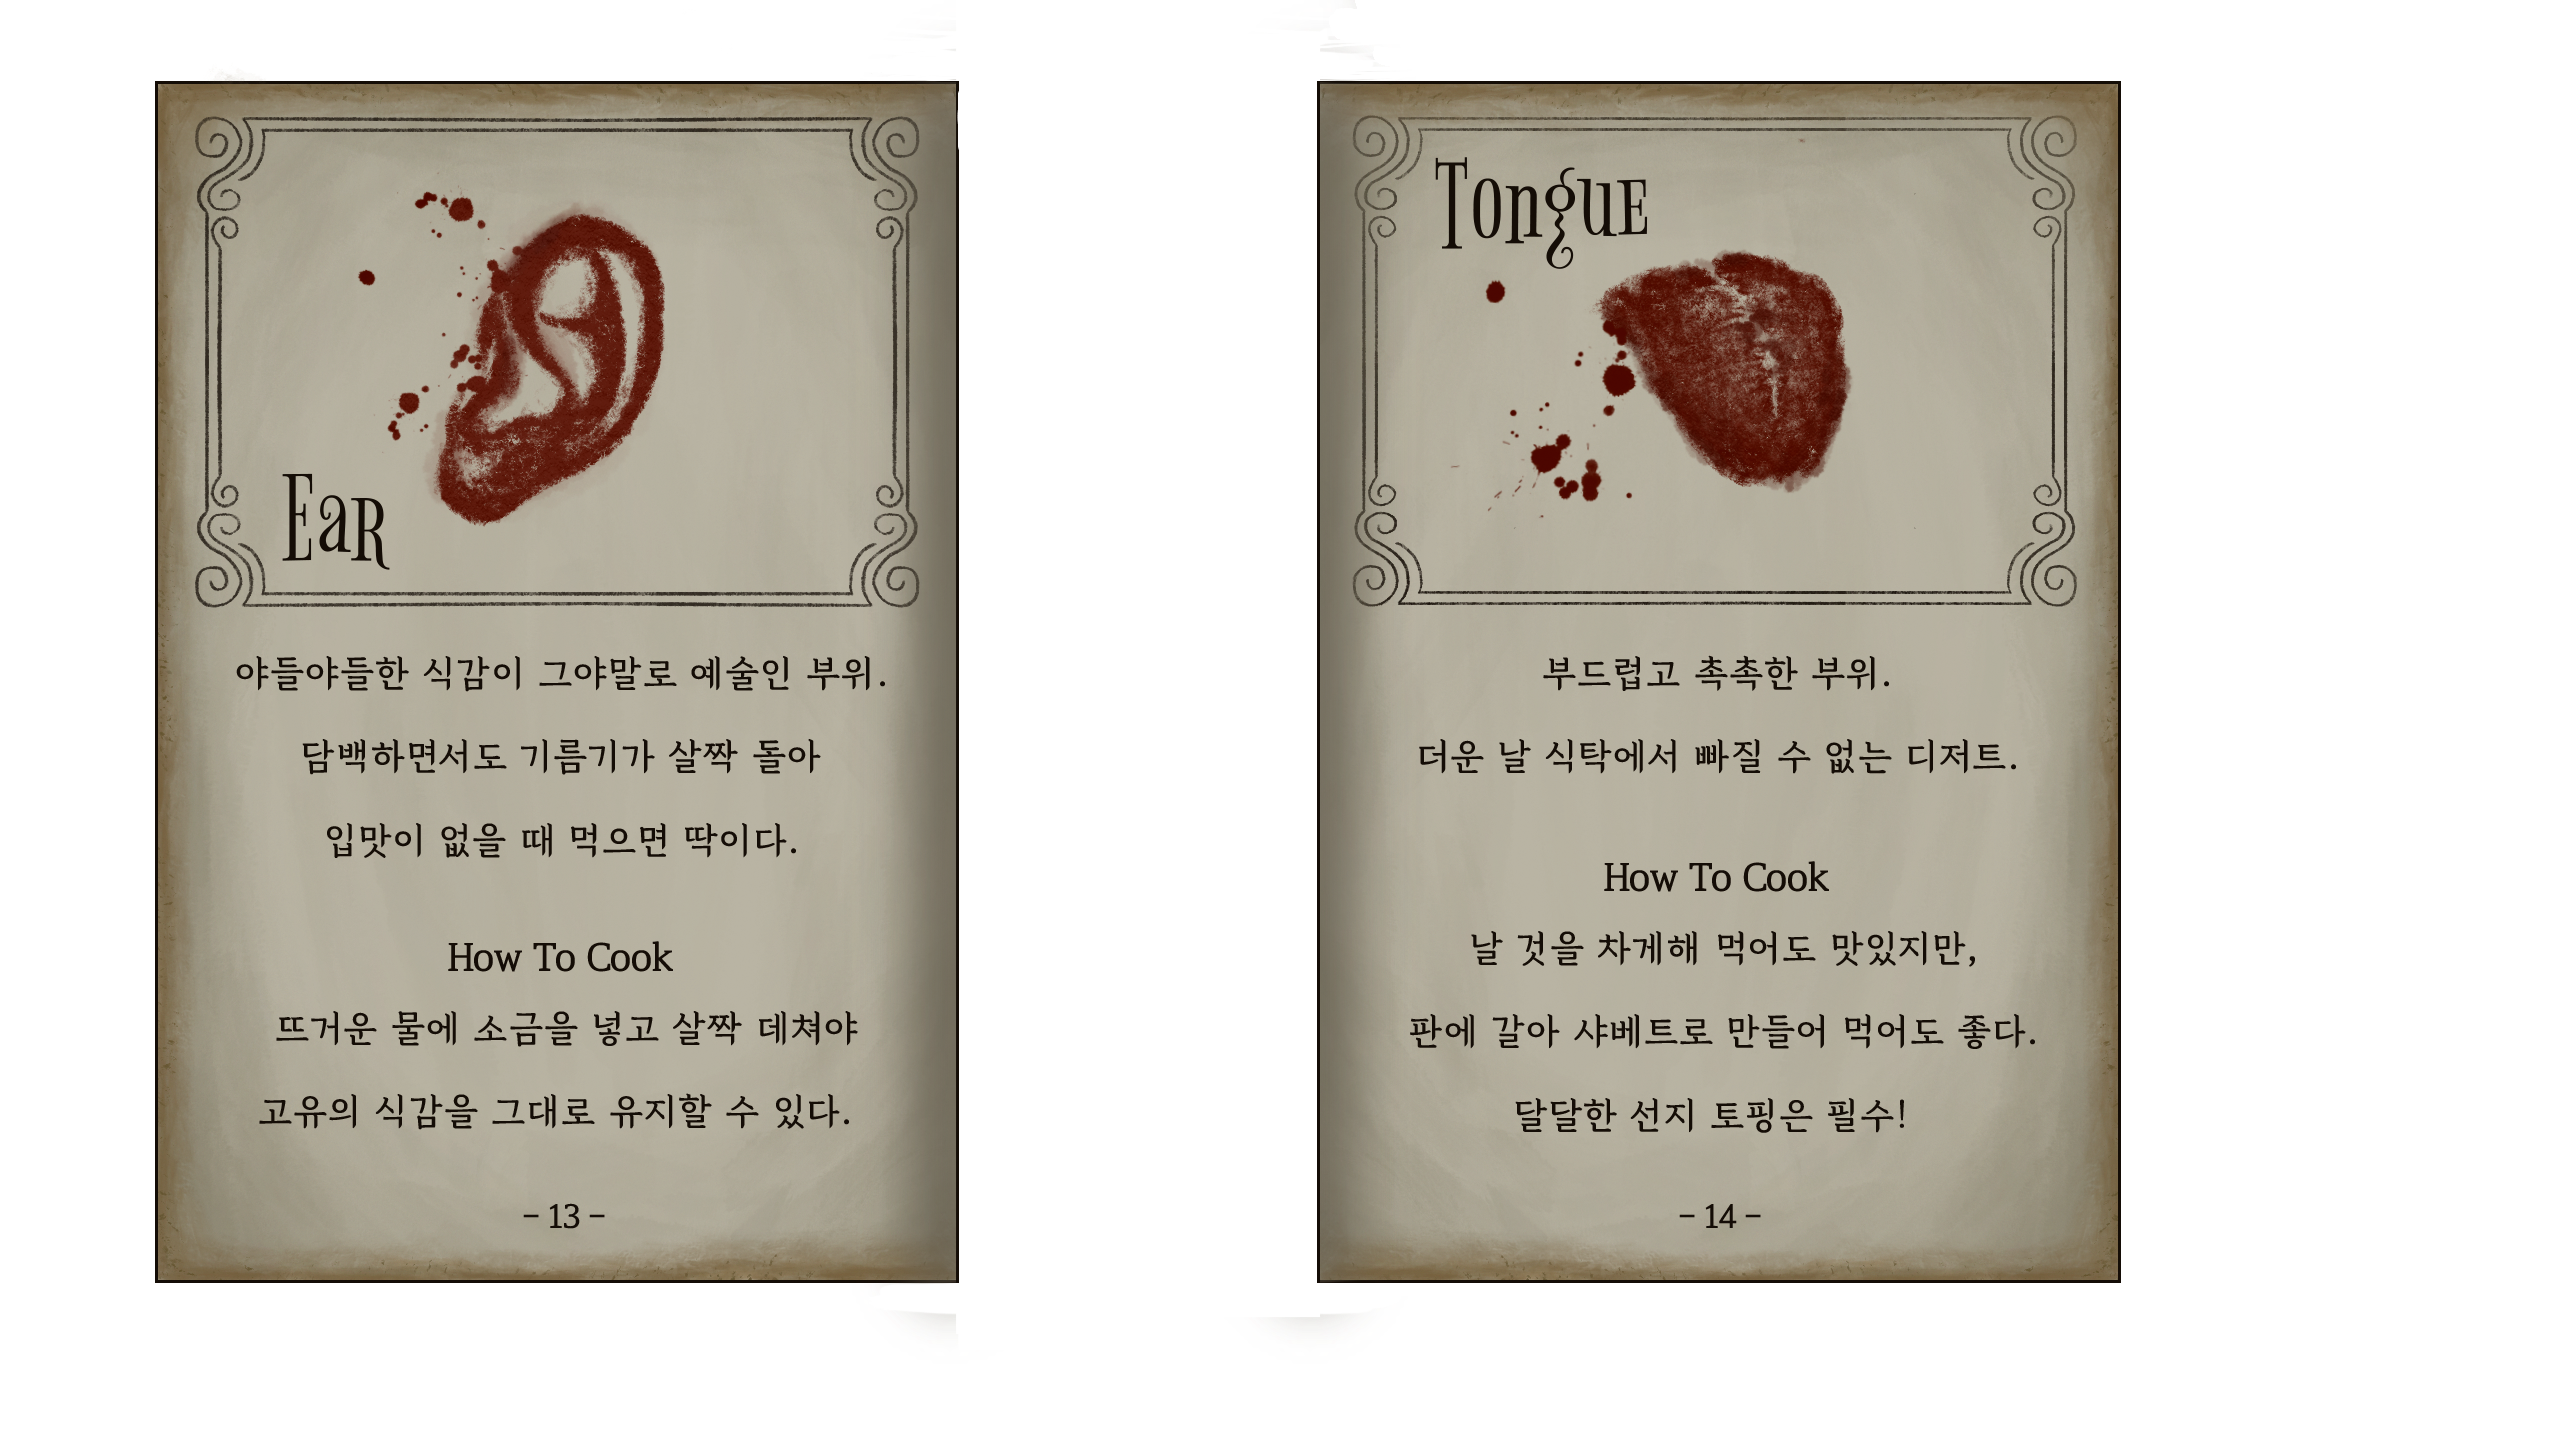 Ear
야들야들한 식감이 그야말로 예술인 부위.
담백하면서도 기름기가 살짝 돌아
입맛이 없을 때 먹으면 딱이다.
How To Cook
뜨거운 물에 소금을 넣고 살짝 데쳐야
고유의 식감을 그대로 유지할 수 있다.
- 13 -
Tongue
부드럽고 촉촉한 부위.
더운 날 식탁에서 빠질 수 없는 디저트.
How To Cook
날 것을 차게해 먹어도 맛있지만,
판에 갈아 샤베트로 만들어 먹어도 좋다.
달달한 선지 토핑은 필수!
- 14 -